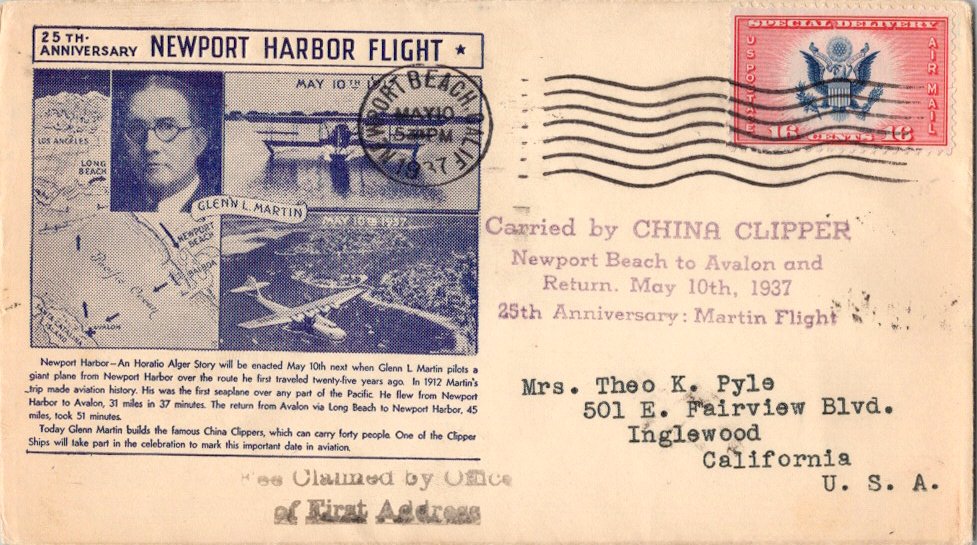 25TH-
ANNIVERSARY NEWPORT HARBOR FLIGHT ★
MAY 10TH
LOS ANGELES
LONG
BEACH
GLENN L. MARTIN
NEWPORT
BEACH
BALBOA
Pacific Ocean
MAY 10TH 1937
AVALON
SANTA CATALINA
ISLAND
Newport Harbor—An Horatio Alger Story will be enacted May 10th next when Glenn L Martin pilots a
giant plane from Newport Harbor over the route he first traveled twenty-five years ago. In 1912 Martin's
trip made aviation history. His was the first seaplane over any part of the Pacific. He flew from Newport
Harbor to Avalon, 31 miles in 37 minutes. The return from Avalon via Long Beach to Newport Harbor, 45
miles, took 51 minutes.
Today Glenn Martin builds the famous China Clippers, which can carry forty people. One of the Clipper
Ships will take part in the celebration to mark this important date in aviation.
NEWPORT BEACH, CALIF.
MAY 10
PM
1937
SPECIAL DELIVERY
US POSTAGE
AIR MAIL
16 CENTS 16
Carried by CHINA CLIPPER
Newport Beach to Avalon and
Return. May 10th, 1937
25th Anniversary: Martin Flight
Mrs. Theo K. Pyle
501 E. Fairview Blvd.
Inglewood
California
U. S. A.
Fee Claimed by Office
of First Address